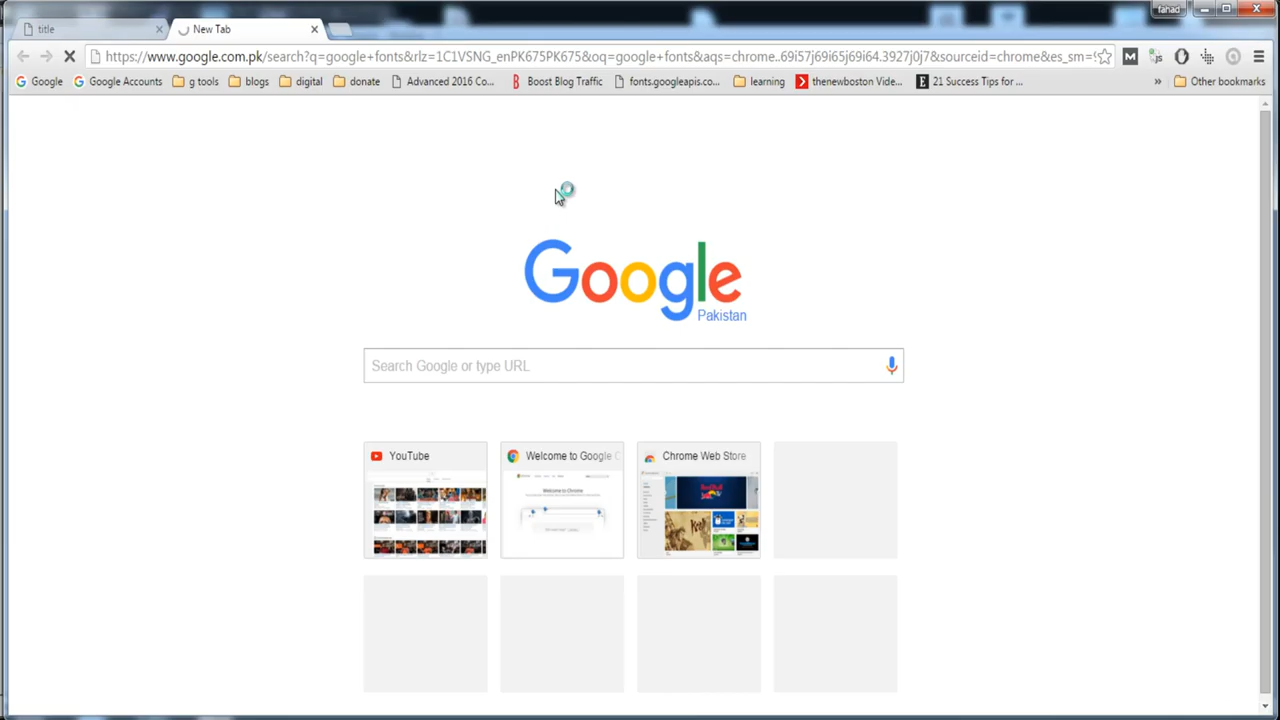 fahad
title
New Tab
https://www.google.com.pk/search?q=google+fonts&rlz=1C1VSNG_enPK675PK675&oq=google+fonts&aqs=chrome..69i57j69i65j69i64.3927j0j7&sourceid=chrome&es_sm=
Google
Google Accounts
g tools
blogs
digital
donate
Advanced 2016 Co...
Boost Blog Traffic
fonts.googleapis.co...
learning
thenewboston Vide...
21 Success Tips for ...
»
Other bookmarks
Google
Pakistan
Search Google or type URL
YouTube
Welcome to Google
Chrome Web Store
Welcome to Chrome